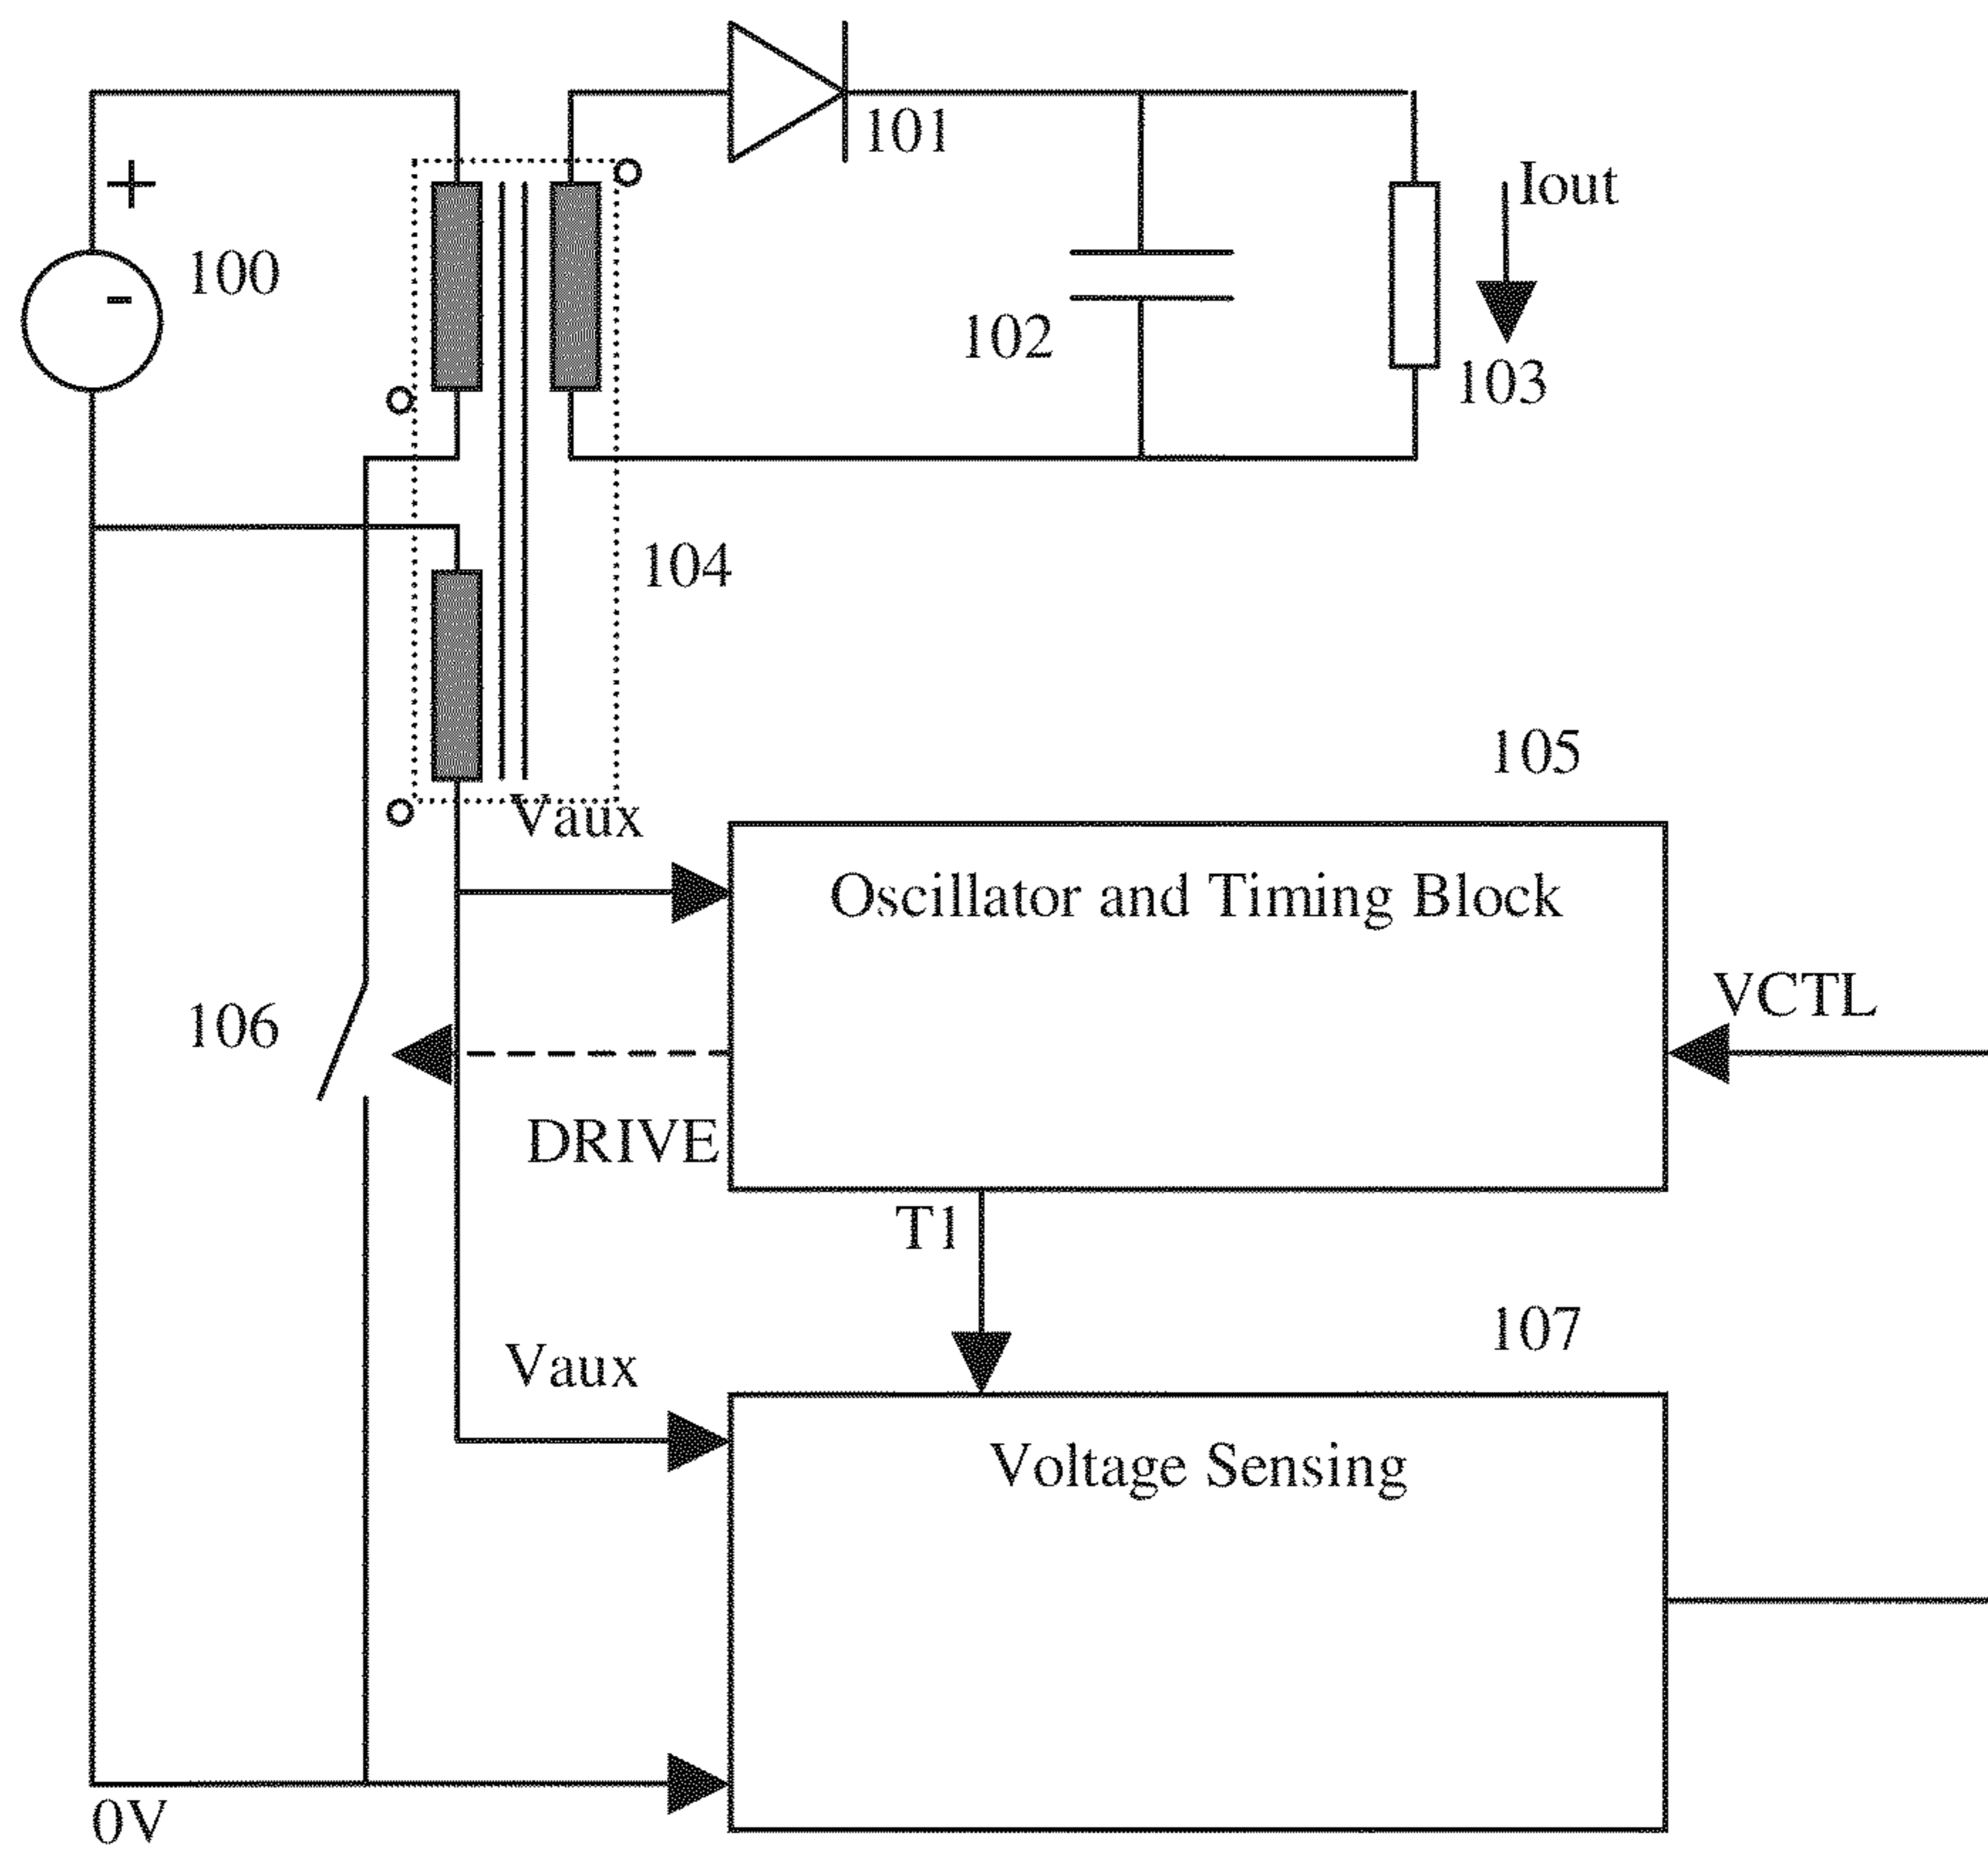 101
+
Iout
-
100
102
103
104
105
Vaux
Oscillator and Timing Block
VCTL
106
DRIVE
T1
107
Vaux
Voltage Sensing
0V